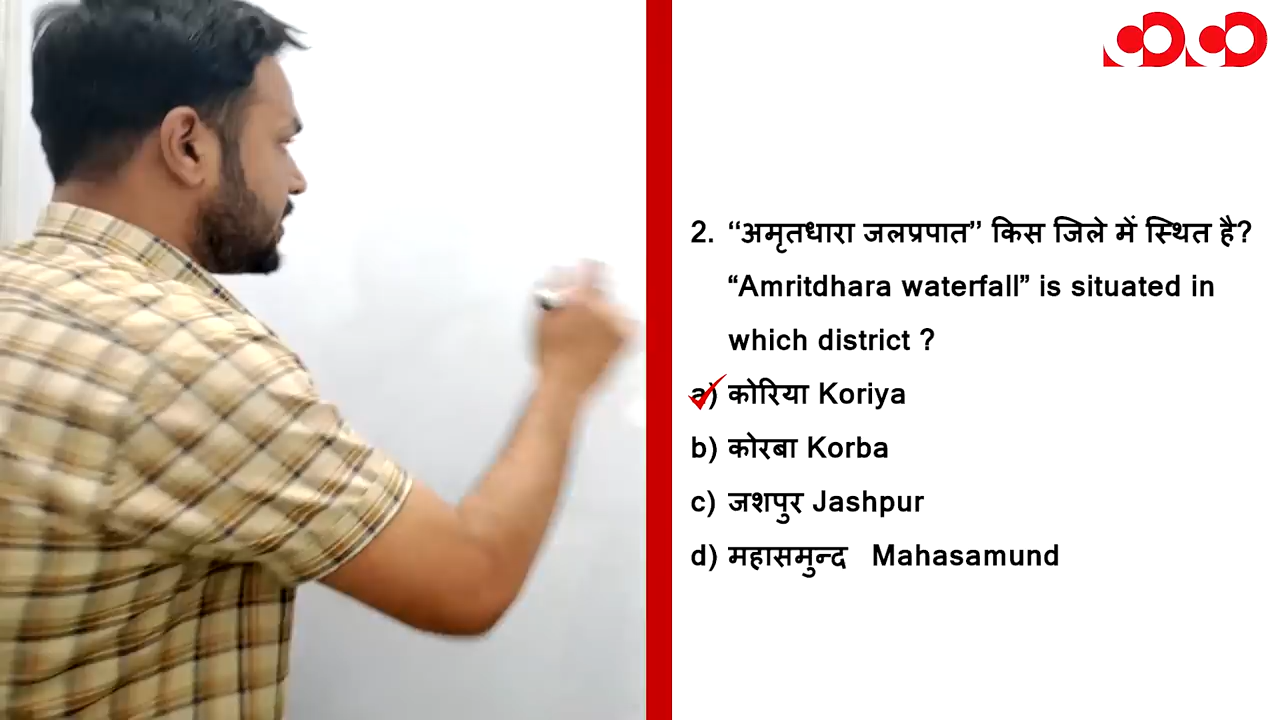 2. “अमृतधारा जलप्रपात” किस जिले में स्थित है?
“Amritdhara waterfall” is situated in
which district ?
a) कोरिया Koriya
b) कोरबा Korba
c) जशपुर Jashpur
d) महासमुन्द Mahasamund